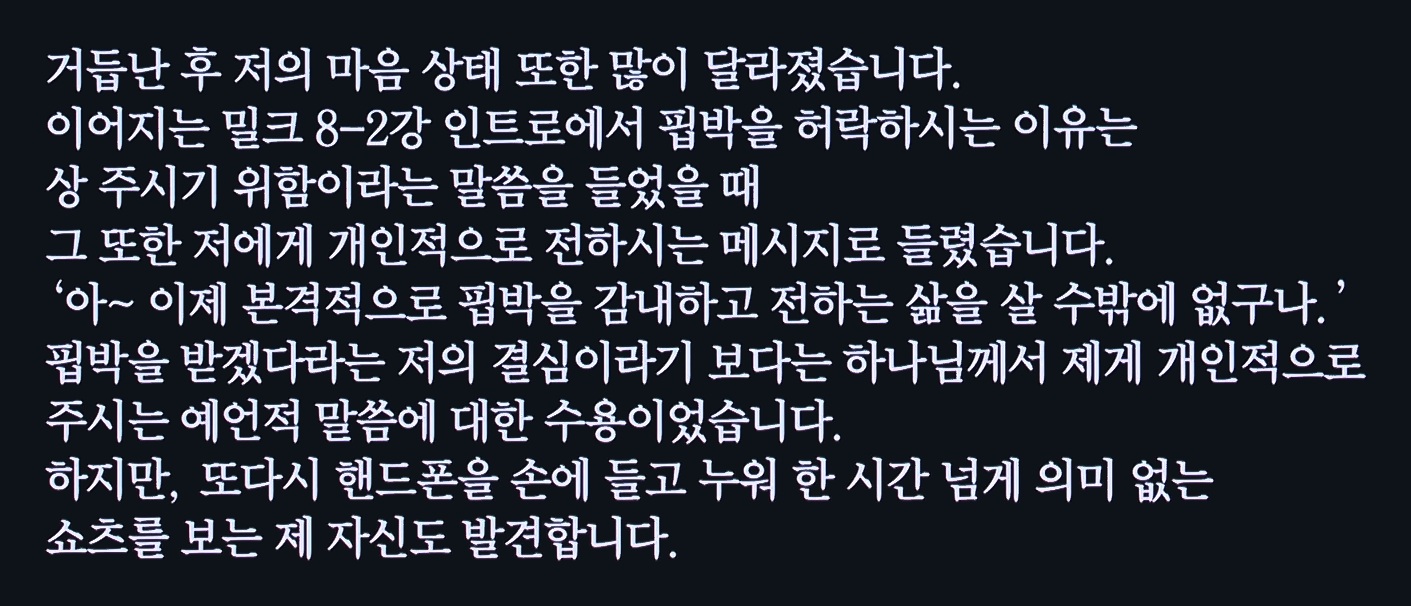 거듭난 후 저의 마음 상태 또한 많이 달라졌습니다.
이어지는 밀크 8-2강 인트로에서 핍박을 허락하시는 이유는
상 주시기 위함이라는 말씀을 들었을 때
그 또한 저에게 개인적으로 전하시는 메시지로 들렸습니다.
‘아~ 이제 본격적으로 핍박을 감내하고 전하는 삶을 살 수밖에 없구나.’
핍박을 받겠다라는 저의 결심이라기 보다는 하나님께서 제게 개인적으로
주시는 예언적 말씀에 대한 수용이었습니다.
하지만, 또다시 핸드폰을 손에 들고 누워 한 시간 넘게 의미 없는
쇼츠를 보는 제 자신도 발견합니다.